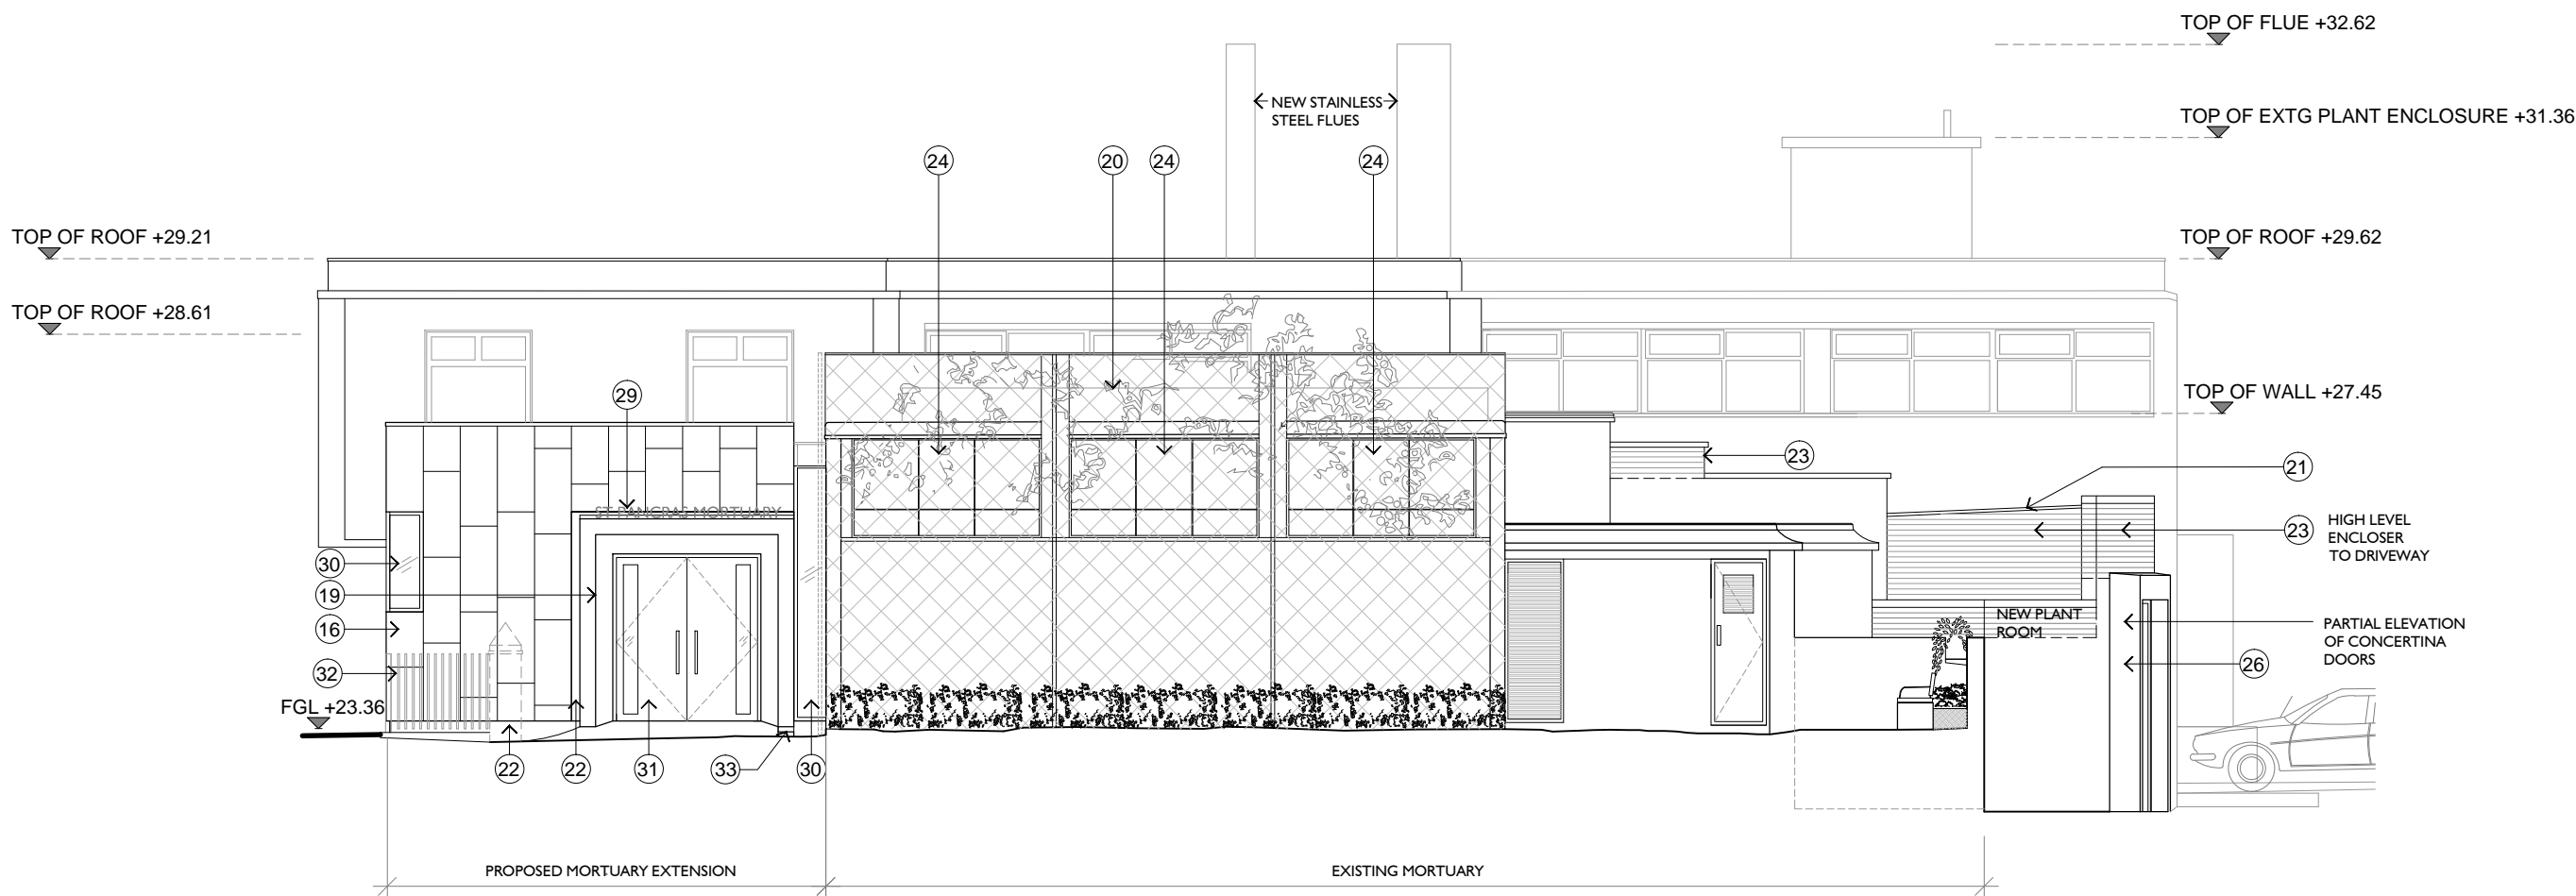 TOP OF FLUE +32.62
NEW STAINLESS
STEEL FLUES
TOP OF EXTG PLANT ENCLOSURE +31.36
24
20
24
24
TOP OF ROOF +29.21
TOP OF ROOF +29.62
TOP OF ROOF +28.61
29
TOP OF WALL +27.45
23
21
ST PANCRAS MORTUARY
23
HIGH LEVEL
ENCLOSER
TO DRIVEWAY
30
19
16
NEW PLANT
ROOM
PARTIAL ELEVATION
OF CONCERTINA
DOORS
32
26
FGL +23.36
22
22
31
33
30
PROPOSED MORTUARY EXTENSION
EXISTING MORTUARY